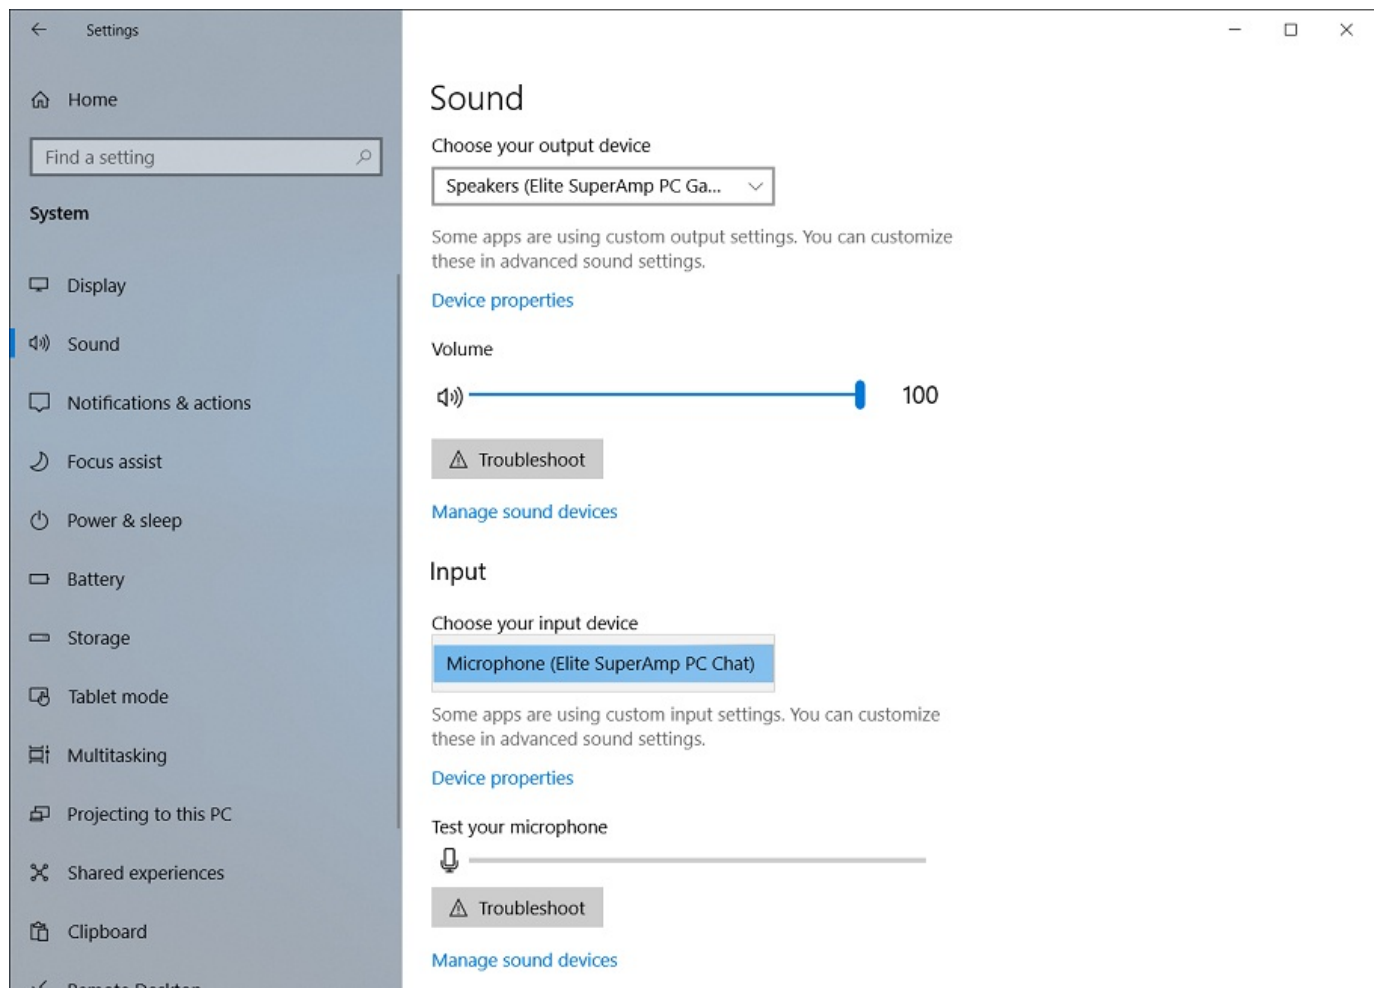 Settings
Home
Find a setting
System
Display
Sound
Notifications & actions
Focus assist
Power & sleep
Battery
Storage
Tablet mode
Multitasking
Projecting to this PC
Shared experiences
Clipboard
Remote Desktop
Sound
Choose your output device
Speakers (Elite SuperAmp PC Ga...
Some apps are using custom output settings. You can customize
these in advanced sound settings.
Device properties
Volume
100
Troubleshoot
Manage sound devices
Input
Choose your input device
Microphone (Elite SuperAmp PC Chat)
Some apps are using custom input settings. You can customize
these in advanced sound settings.
Device properties
Test your microphone
Troubleshoot
Manage sound devices